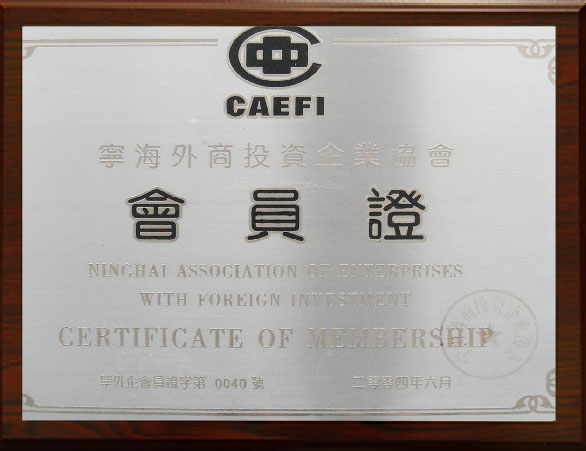 CAEFI
寧海外商投資企業協會
會員證
NINGHAI ASSOCIATION OF ENTERPRISES
WITH FOREIGN INVESTMENT
CERTIFICATE OF MEMBERSHIP
寧外企會員證字第 0040 號
二零零四年六月